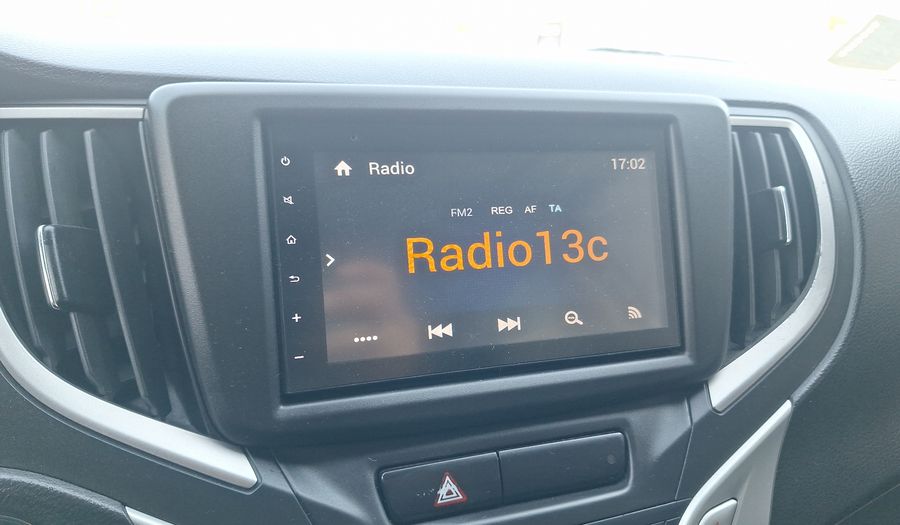 Radio 17:02
FM2 REG AF TA
Radio13c